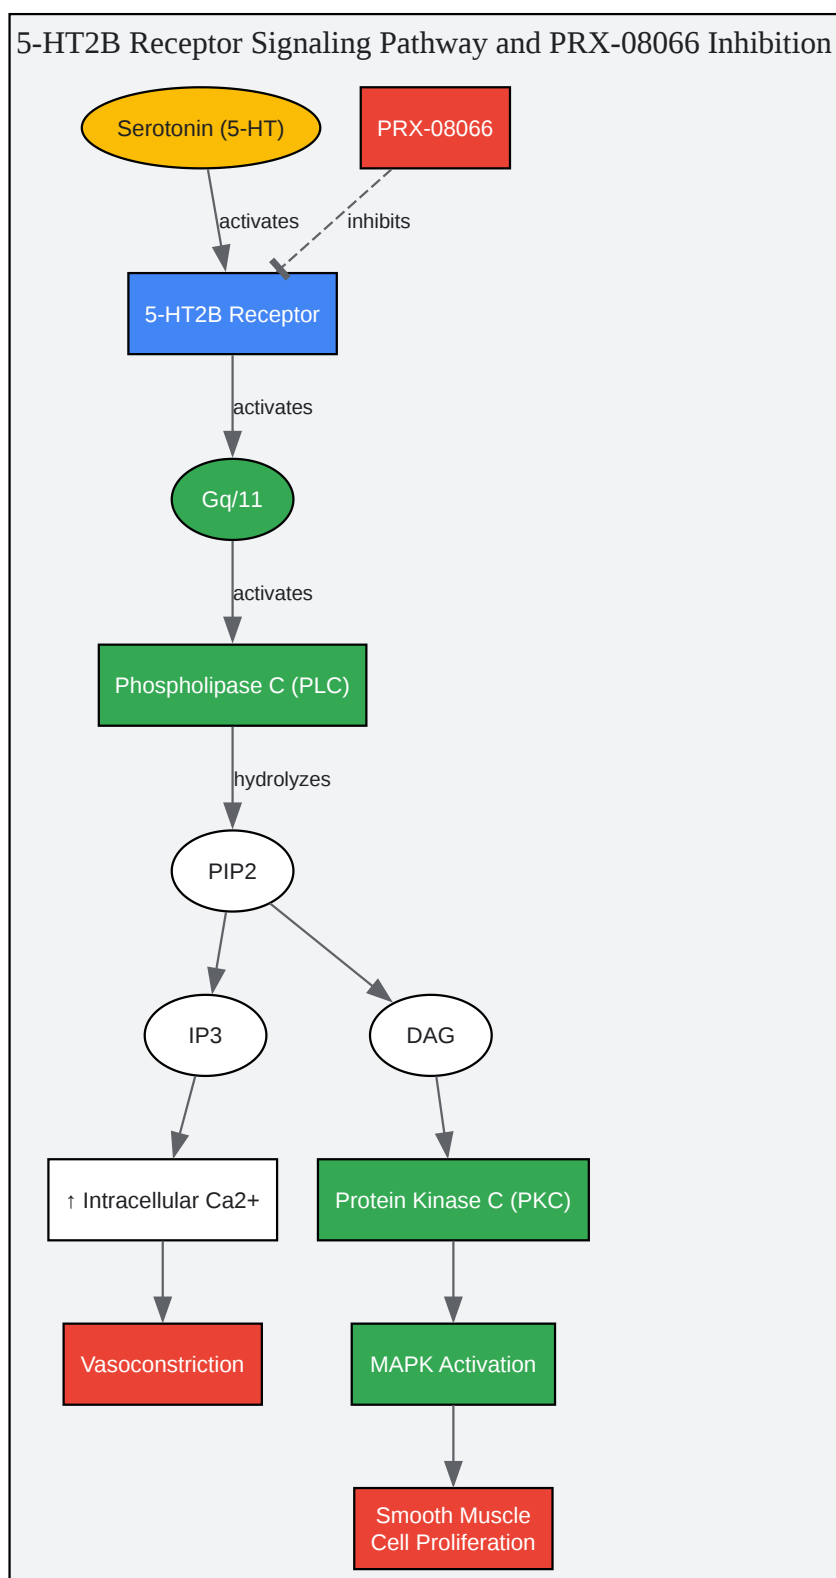 5-HT2B Receptor Signaling Pathway and PRX-08066 Inhibition
Serotonin (5-HT)
PRX-08066
activates
inhibits
5-HT2B Receptor
activates
Gq/11
activates
Phospholipase C (PLC)
hydrolyzes
PIP2
IP3
DAG
↑ Intracellular Ca2+
Protein Kinase C (PKC)
Vasoconstriction
MAPK Activation
Smooth Muscle
Cell Proliferation